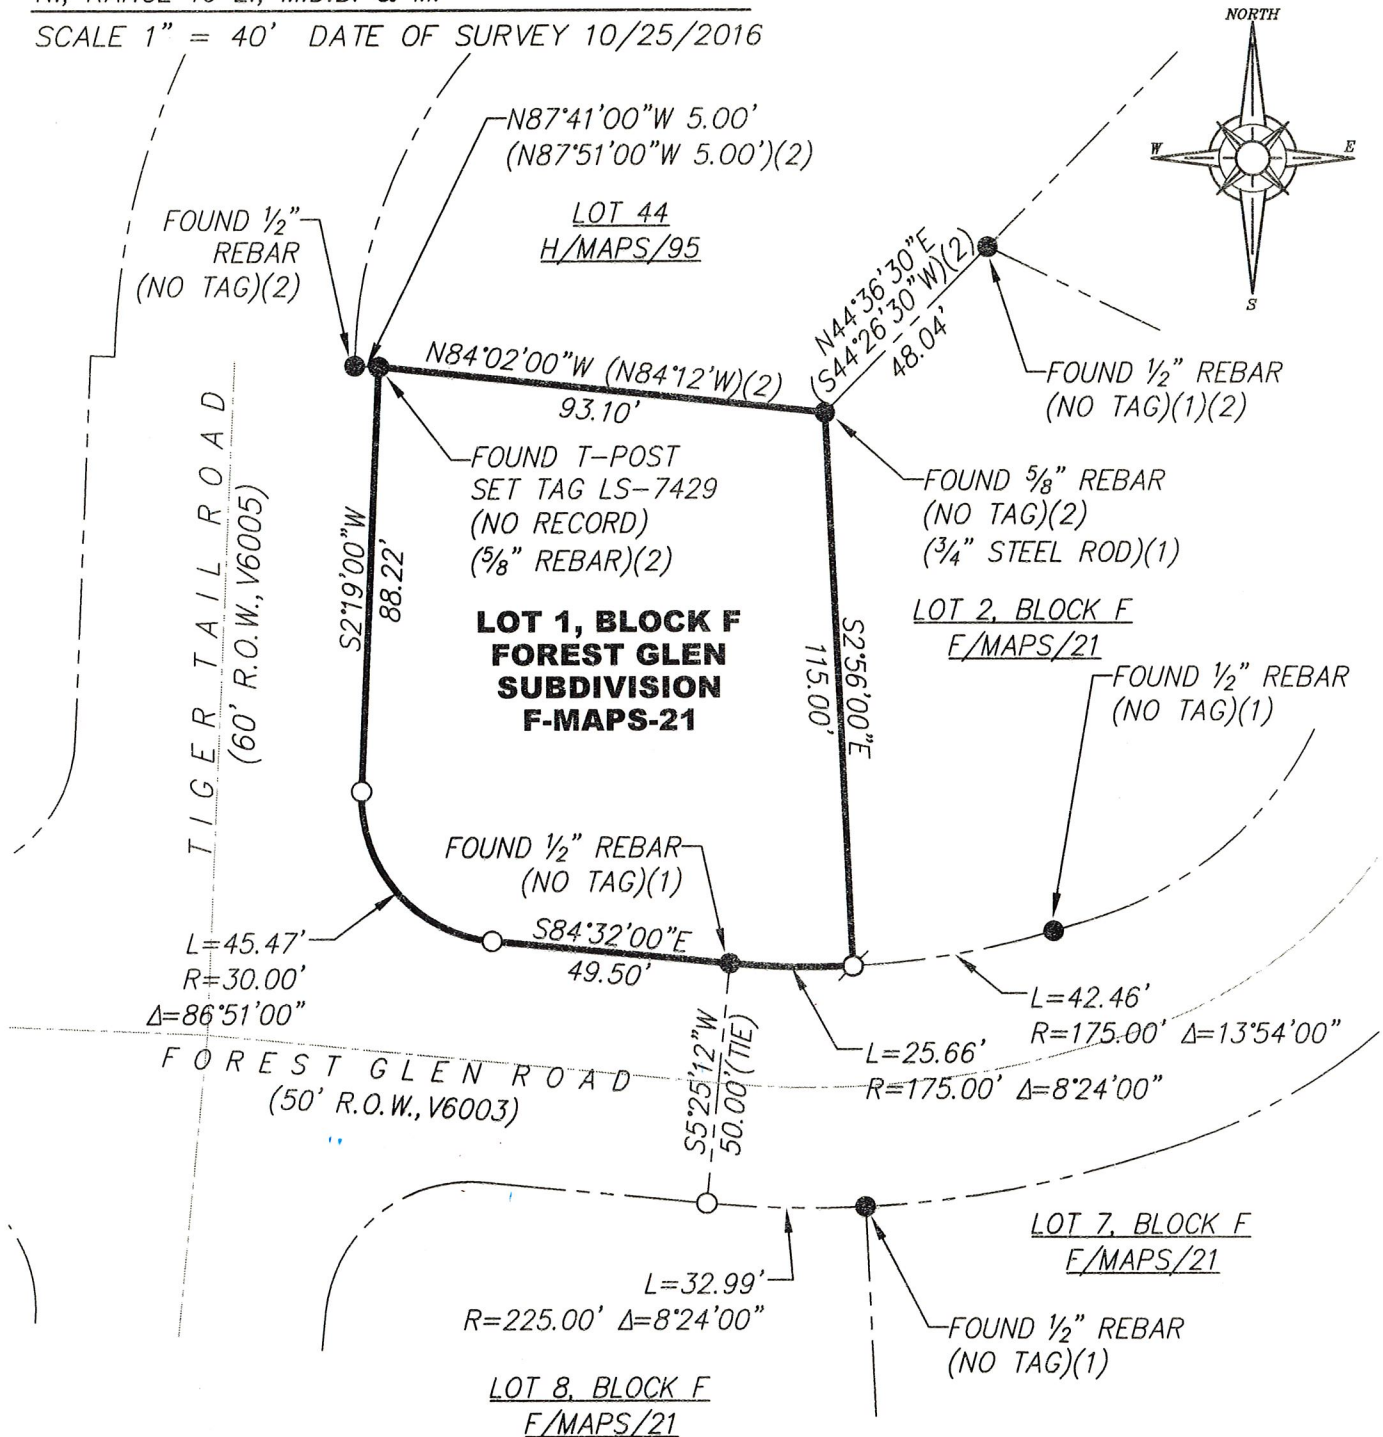 SCALE 1" = 40' DATE OF SURVEY 10/25/2016
NORTH
W
E
S
N87°41'00"W 5.00'
(N87°51'00"W 5.00')(2)
LOT 44
H/MAPS/95
FOUND 1/2"
REBAR
(NO TAG)(2)
N44°36'30"E
(S44°26'30"W)(2)
48.04'
N84°02'00"W (N84°12'W)(2)
93.10'
FOUND 1/2" REBAR
(NO TAG)(1)(2)
FOUND T-POST
SET TAG LS-7429
(NO RECORD)
(5/8" REBAR)(2)
FOUND 5/8" REBAR
(NO TAG)(2)
(3/4" STEEL ROD)(1)
TIGER TAIL ROAD
(60' R.O.W., V6005)
S2°19'00"W
88.22'
LOT 1, BLOCK F
FOREST GLEN
SUBDIVISION
F-MAPS-21
S2°56'00"E
115.00'
LOT 2, BLOCK F
F/MAPS/21
FOUND 1/2" REBAR
(NO TAG)(1)
FOUND 1/2" REBAR
(NO TAG)(1)
S84°32'00"E
49.50'
L=45.47'
R=30.00'
Δ=86°51'00"
L=42.46'
R=175.00' Δ=13°54'00"
L=25.66'
R=175.00' Δ=8°24'00"
FOREST GLEN ROAD
(50' R.O.W., V6003)
S5°25'12"W
50.00'(TIE)
LOT 7, BLOCK F
F/MAPS/21
L=32.99'
R=225.00' Δ=8°24'00"
FOUND 1/2" REBAR
(NO TAG)(1)
LOT 8, BLOCK F
F/MAPS/21